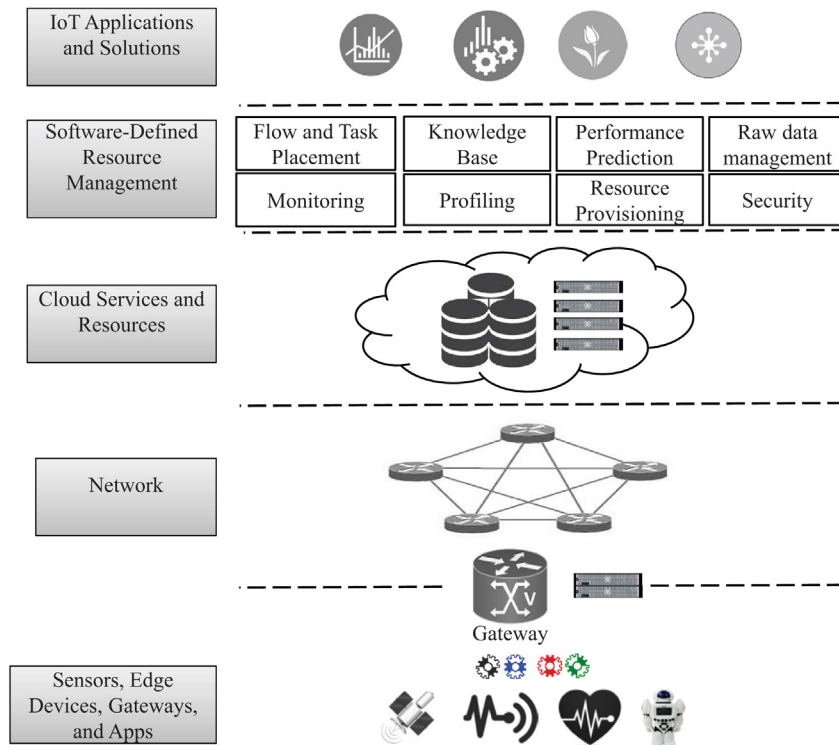 IoT Applications
and Solutions
Software-Defined
Resource
Management
Flow and Task
Placement
Knowledge
Base
Performance
Prediction
Raw data
management
Monitoring
Profiling
Resource
Provisioning
Security
Cloud Services and
Resources
Network
V
Gateway
Sensors, Edge
Devices, Gateways,
and Apps